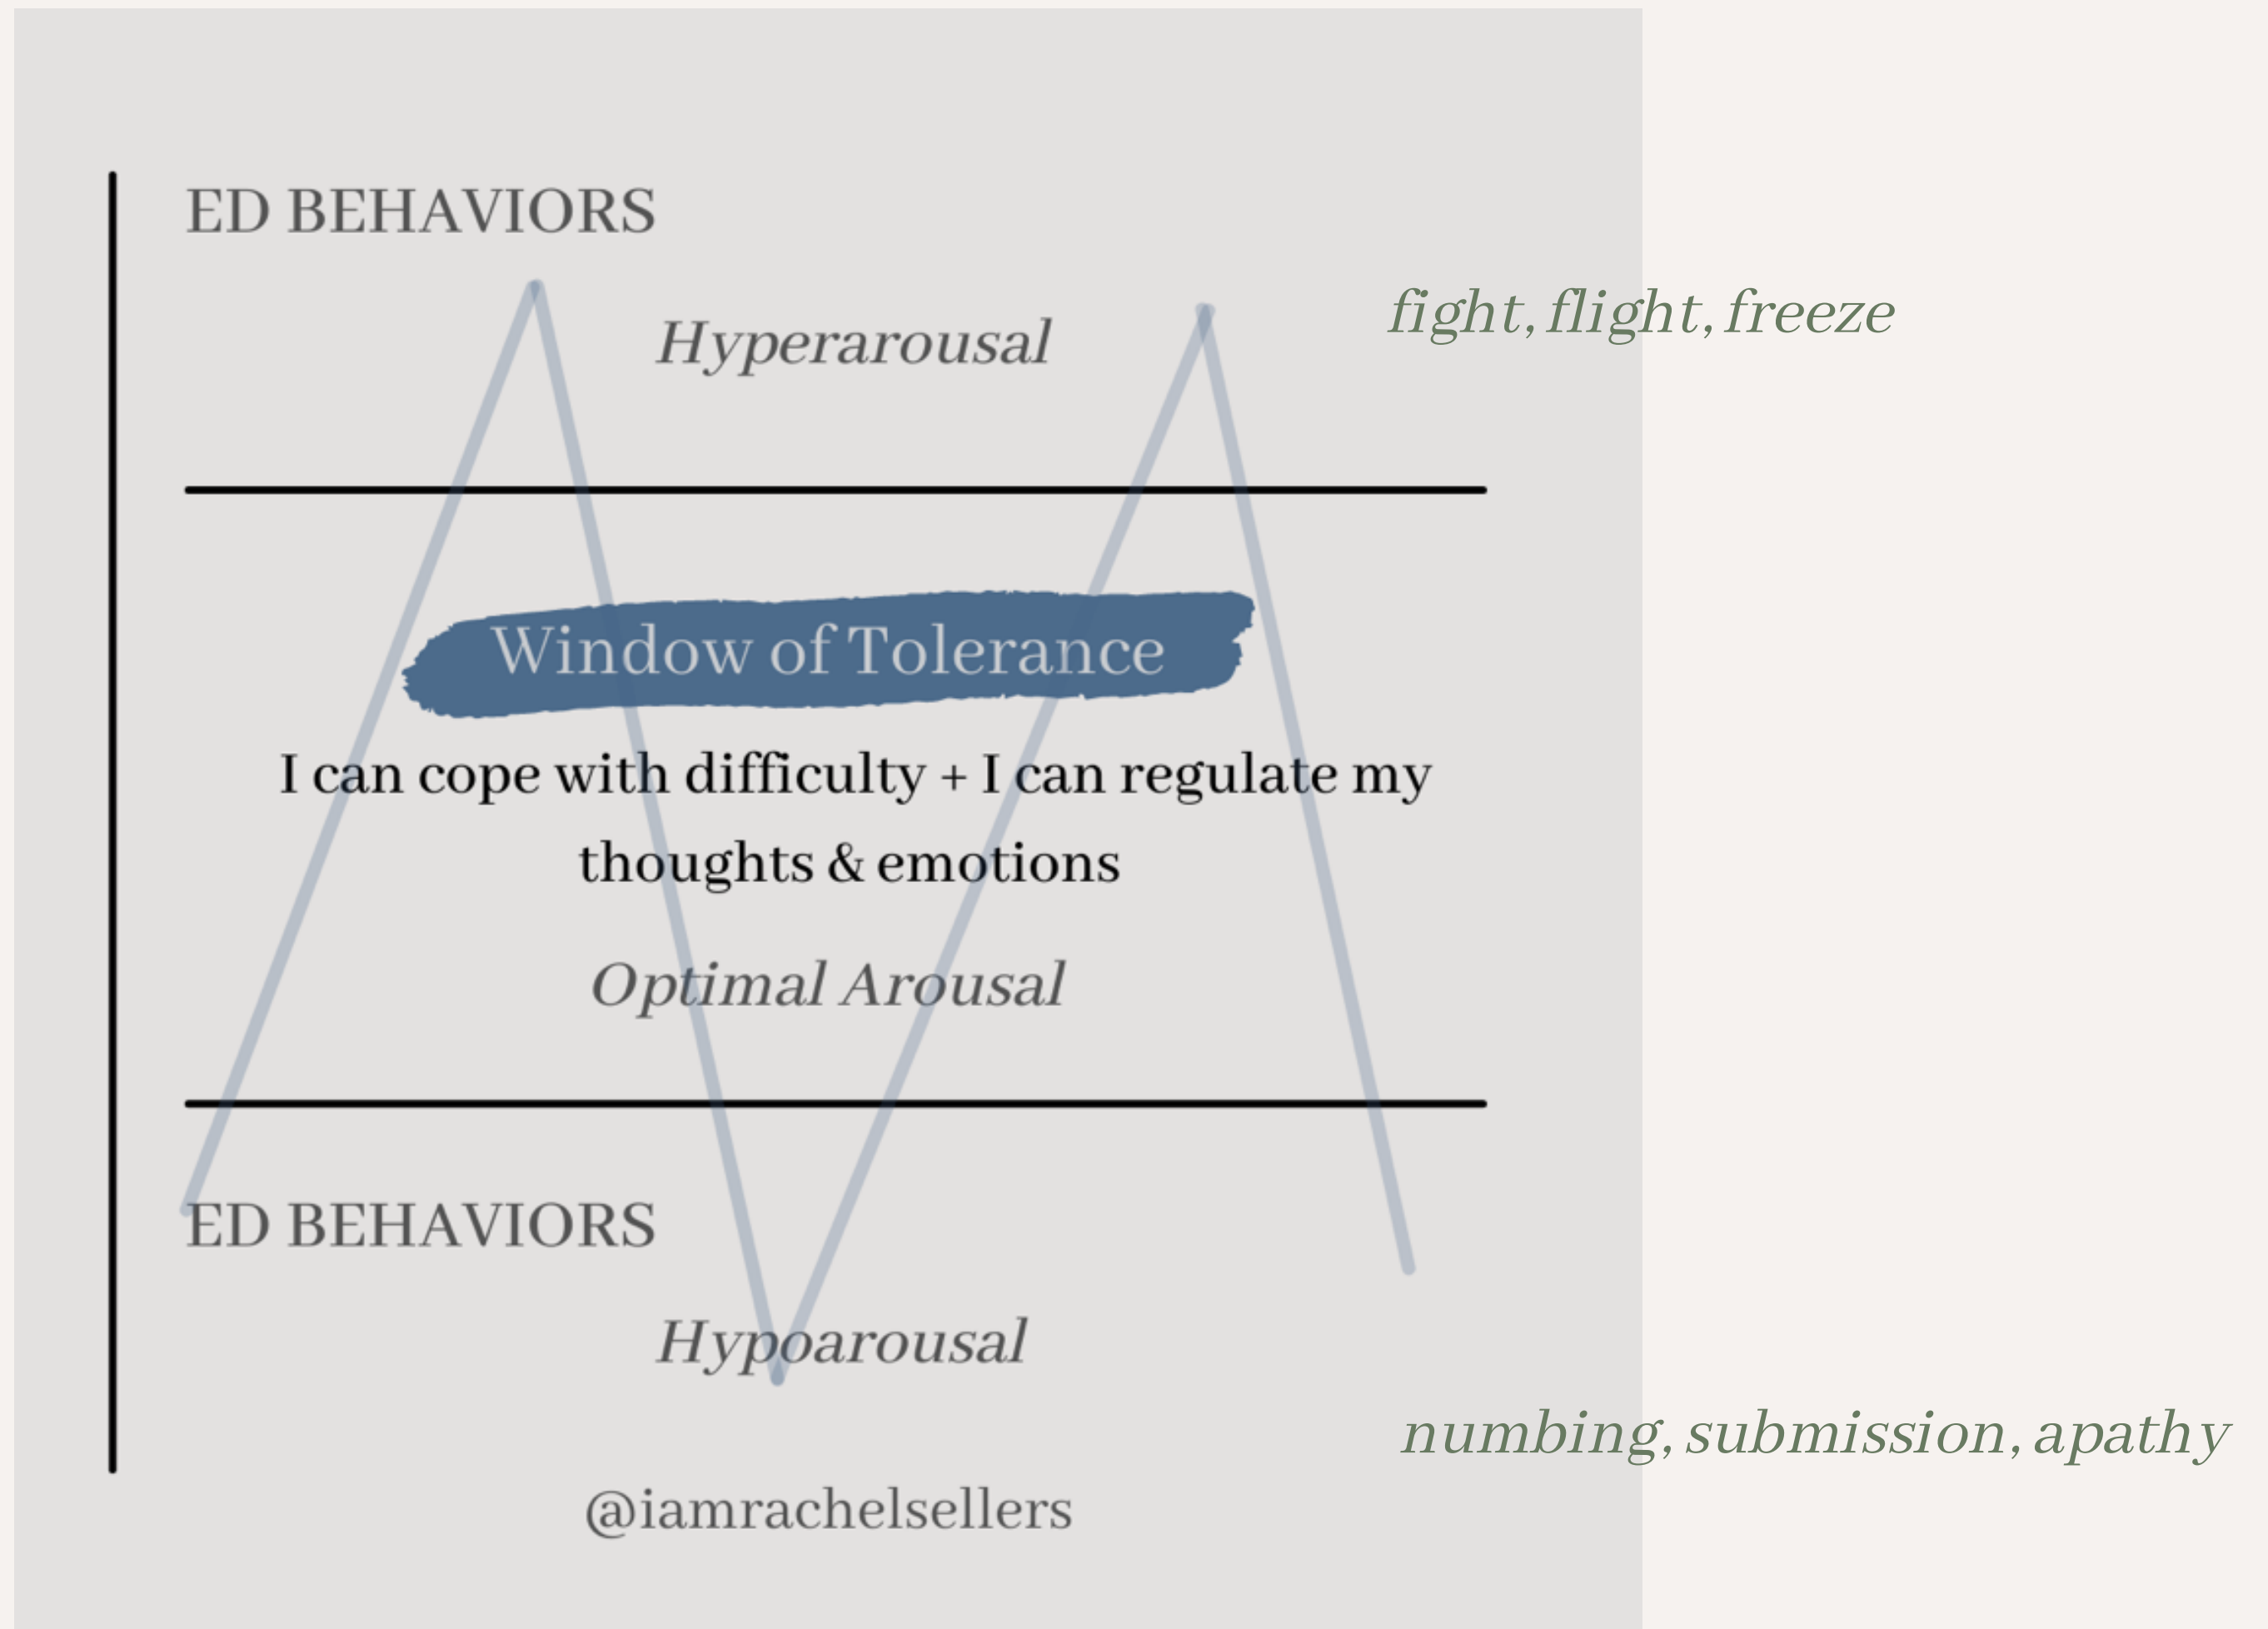 ED BEHAVIORS
fight, flight, freeze
Hyperarousal
Window of Tolerance
I can cope with difficulty + I can regulate my
thoughts & emotions
Optimal Arousal
ED BEHAVIORS
Hypoarousal
numbing, submission, apathy
@iamrachelsellers